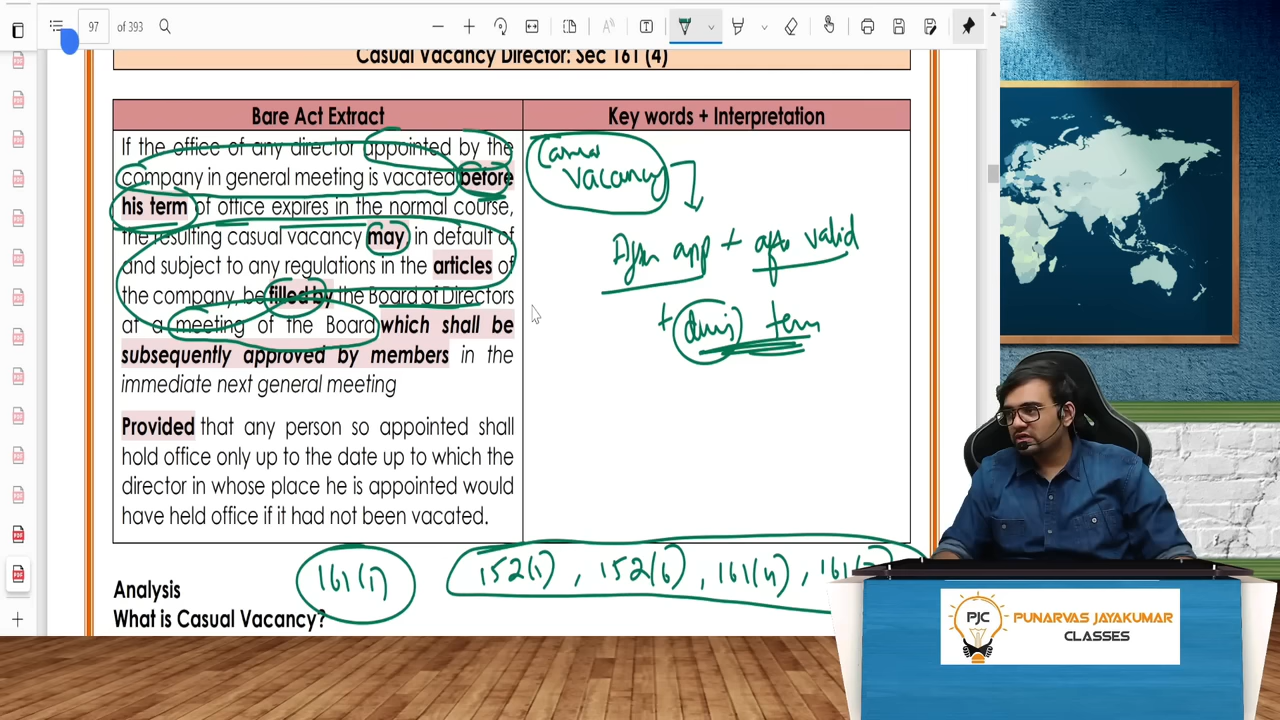 97 of 393
Casual Vacancy Director: Sec 161 (4)
Bare Act Extract
Key words + Interpretation
If the office of any director appointed by the
company in general meeting is vacated before
his term of office expires in the normal course,
the resulting casual vacancy may in default of
and subject to any regulations in the articles of
the company, be filled by the Board of Directors
at a meeting of the Board which shall be
subsequently approved by members in the
immediate next general meeting
Provided that any person so appointed shall
hold office only up to the date up to which the
director in whose place he is appointed would
have held office if it had not been vacated.
vacancy
app + valid
+ term
161(1)
152(6), 161(4),
Analysis
What is Casual Vacancy?
PJC
PUNARVAS JAYAKUMAR
CLASSES